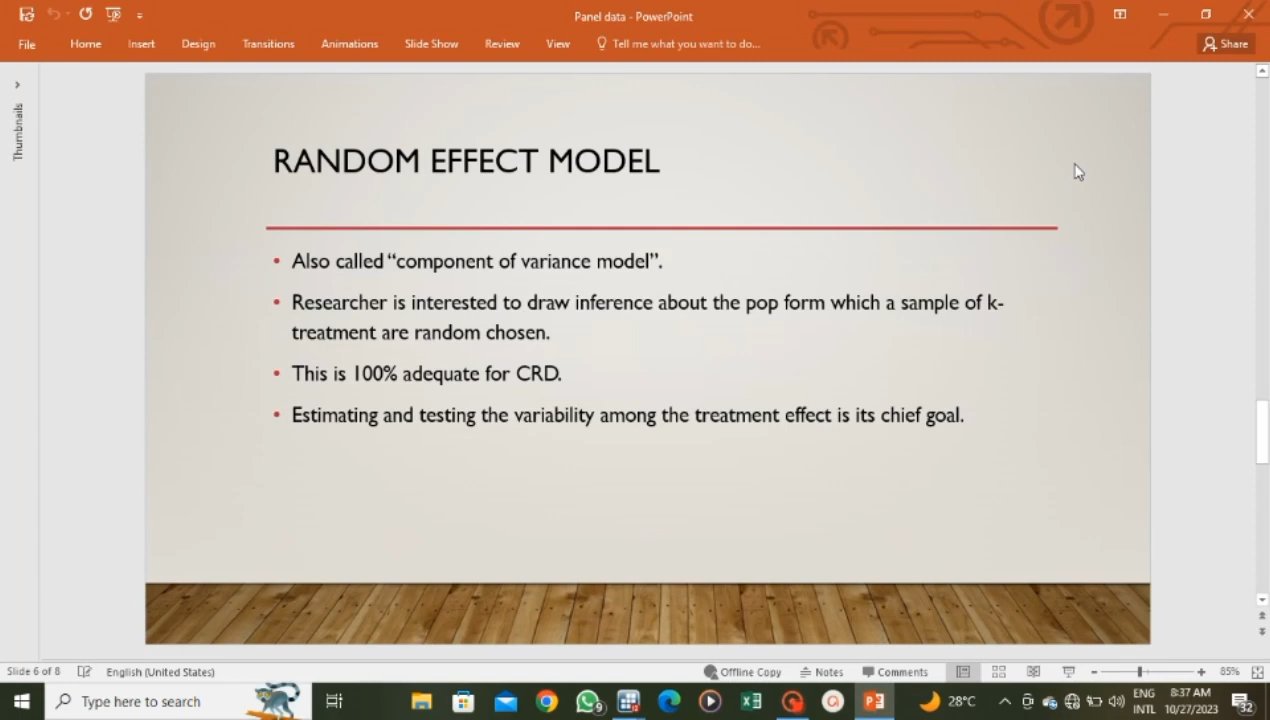 Panel data - PowerPoint
File Home Insert Design Transitions Animations Slide Show Review View Tell me what you want to do... Share
Thumbnails
RANDOM EFFECT MODEL
• Also called “component of variance model”.
• Researcher is interested to draw inference about the pop form which a sample of k-
treatment are random chosen.
• This is 100% adequate for CRD.
• Estimating and testing the variability among the treatment effect is its chief goal.
Slide 6 of 8 English (United States) Offline Copy Notes Comments 85%
Type here to search 9 28°C ENG 8:37 AM
INTL 10/27/2023 32